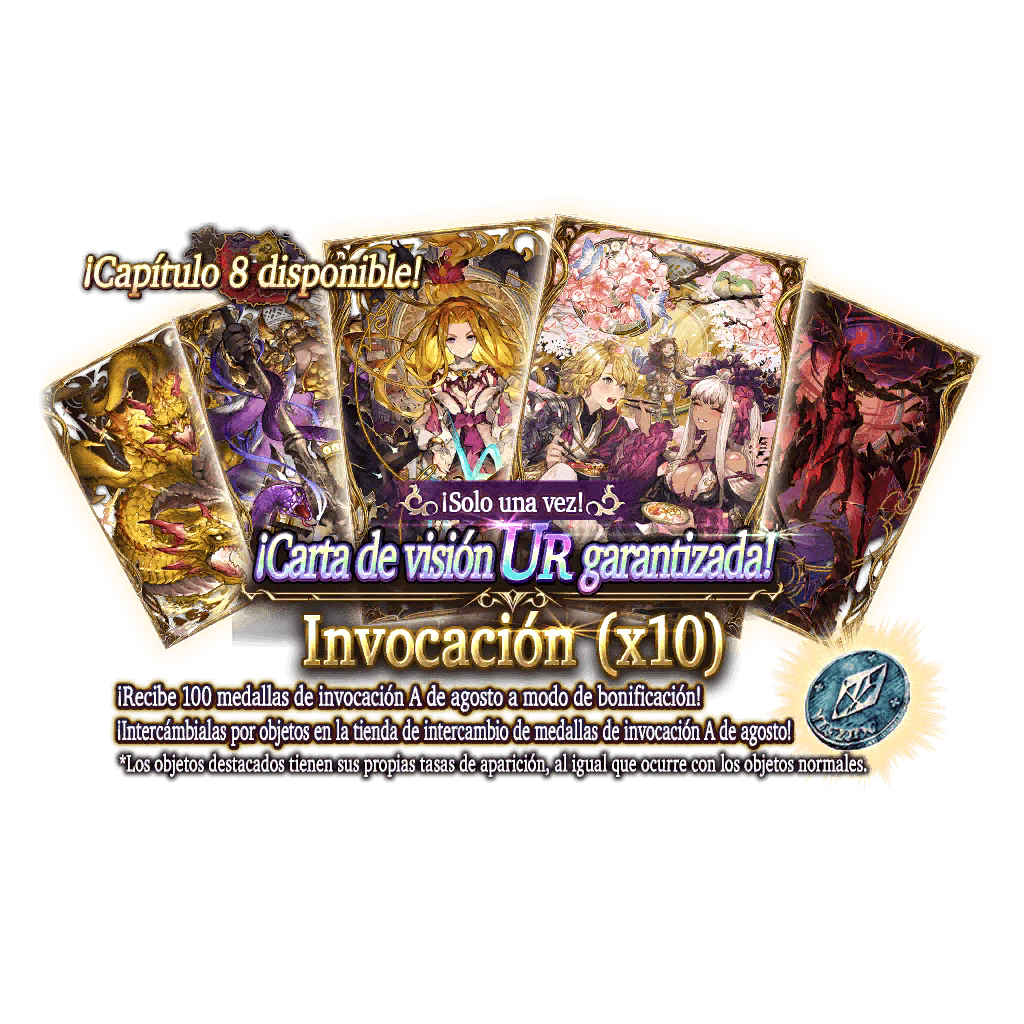 ¡Capítulo 8 disponible!
¡Solo una vez!
¡Carta de visión UR garantizada!
Invocación (x10)
¡Recibe 100 medallas de invocación A de agosto a modo de bonificación!
¡Intercámbialas por objetos en la tienda de intercambio de medallas de invocación A de agosto!
*Los objetos destacados tienen sus propias tasas de aparición, al igual que ocurre con los objetos normales.